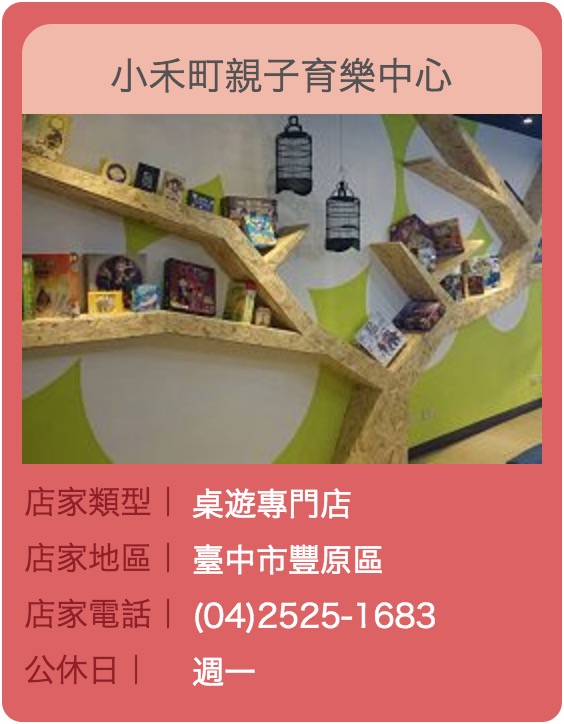 小禾町親子育樂中心
店家類型｜ 桌遊專門店
店家地區｜ 臺中市豐原區
店家電話｜ (04)2525-1683
公休日｜ 週一